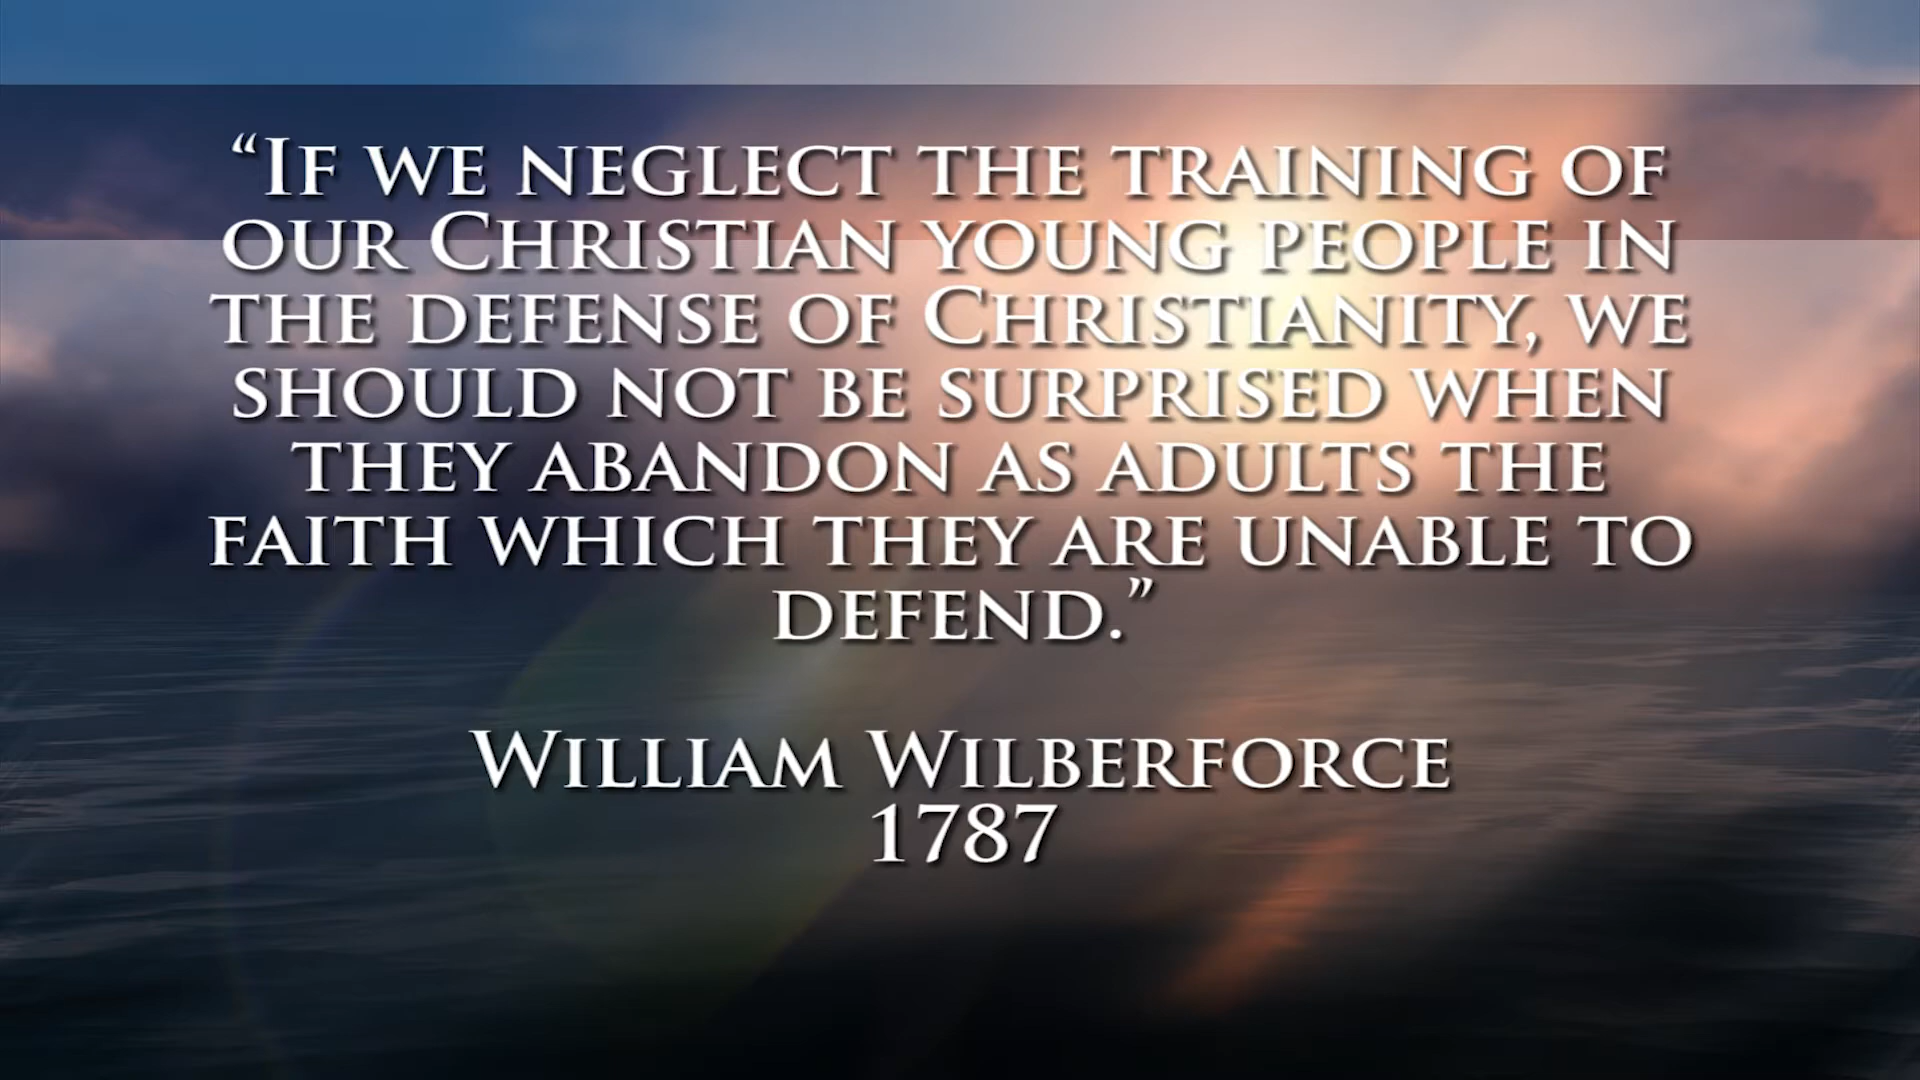 “If we neglect the training of
our Christian young people in
the defense of Christianity, we
should not be surprised when
they abandon as adults the
faith which they are unable to
defend.”
William Wilberforce
1787